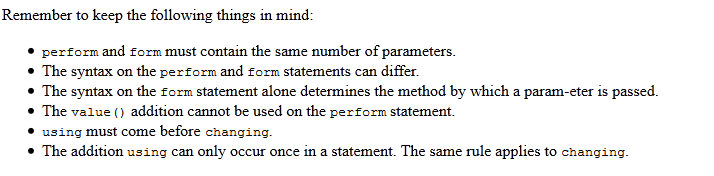 Remember to keep the following things in mind:
• perform and form must contain the same number of parameters.
• The syntax on the perform and form statements can differ.
• The syntax on the form statement alone determines the method by which a param-eter is passed.
• The value() addition cannot be used on the perform statement.
• using must come before changing.
• The addition using can only occur once in a statement. The same rule applies to changing.